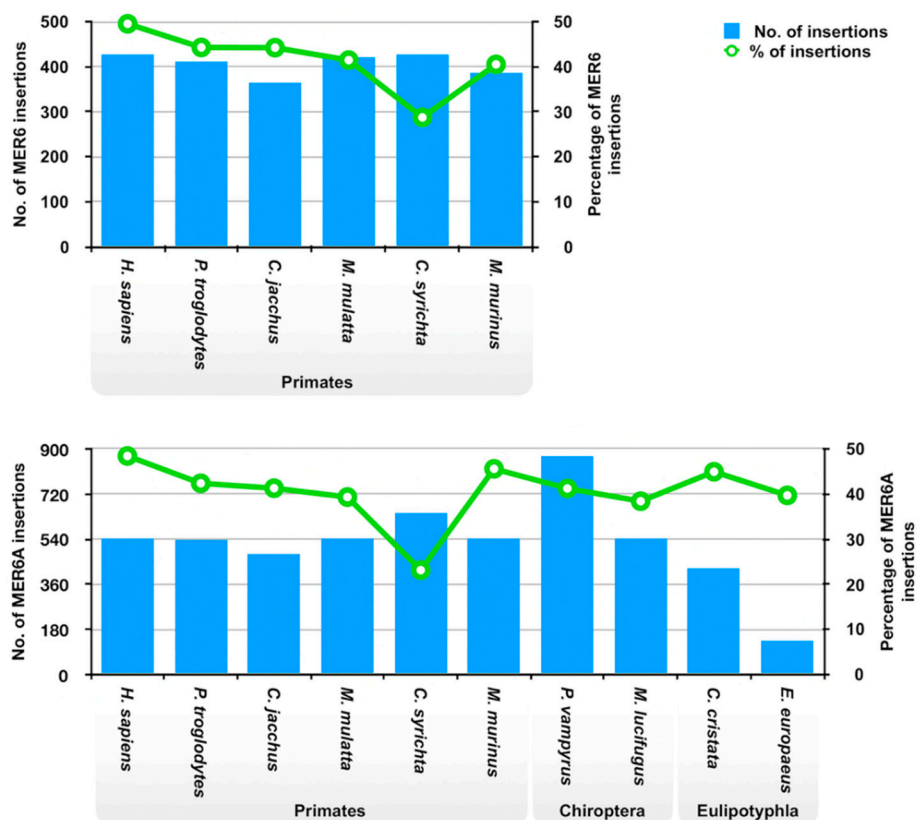 No. of MER6 insertions
500
400
300
200
100
0
50
40
30
20
10
0
Percentage of MER6
insertions
No. of insertions
% of insertions
H. sapiens
P. troglodytes
C. jacchus
M. mulatta
C. syrichta
M. murinus
Primates
No. of MER6A insertions
900
720
540
360
180
0
50
40
30
20
10
0
Percentage of MER6A
insertions
H. sapiens
P. troglodytes
C. jacchus
M. mulatta
C. syrichta
M. murinus
P. vampyrus
M. lucifugus
C. cristata
E. europaeus
Primates
Chiroptera
Eulipotyphla